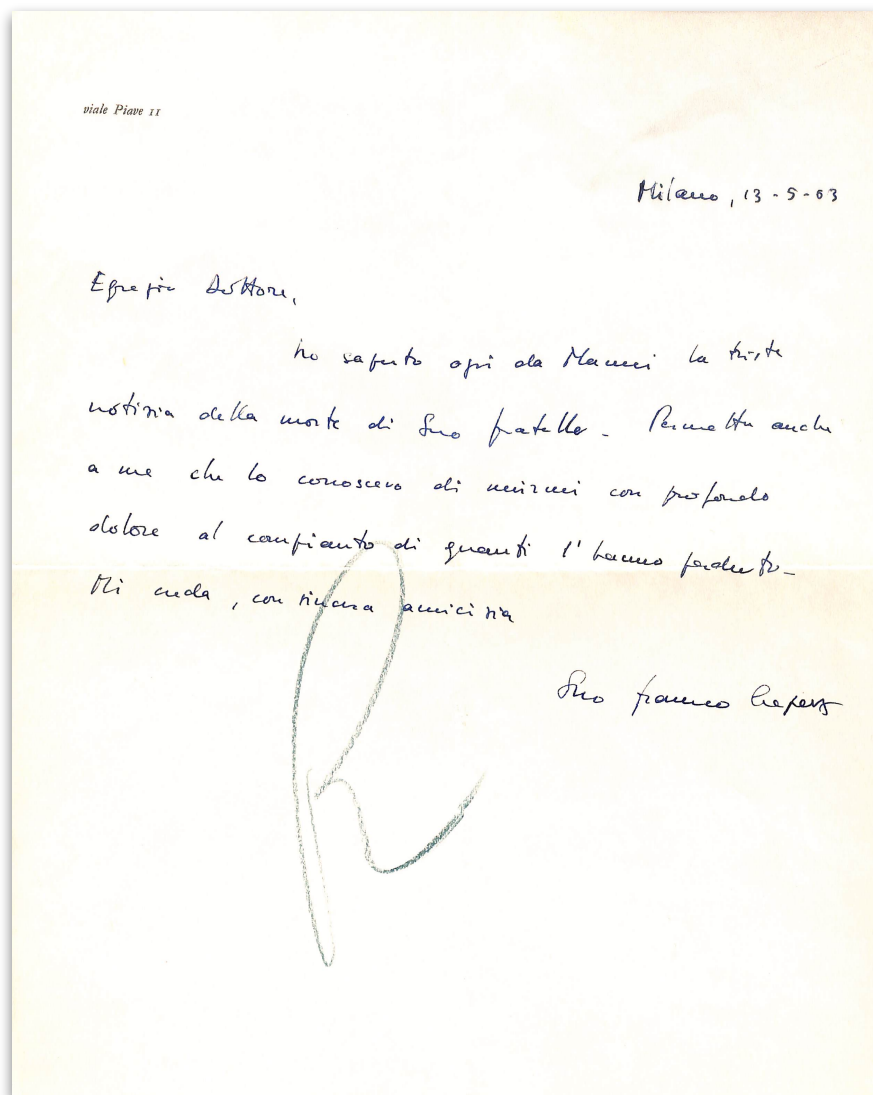 viale Piave 11
Milano, 13-5-63
Egregio Dottore,
ho saputo oggi da Manni la triste
notizia della morte di Suo fratello. Permetta anche
a me che lo conoscevo di unirmi con profondo
dolore al compianto di quanti l'hanno perduto.
Mi creda, con sincera amicizia
Suo Franco
R